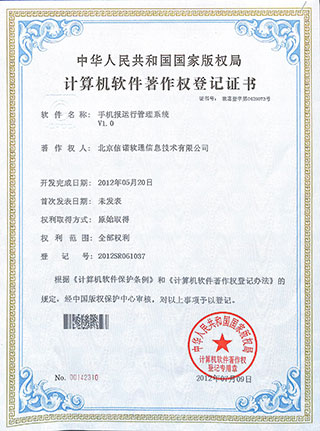 中华人民共和国国家版权局
计算机软件著作权登记证书
证书号： 软著登字第0429073号
软件名称： 手机报运行管理系统
V1.0
著作权人： 北京信诺软通信息技术有限公司
开发完成日期： 2012年05月20日
首次发表日期： 未发表
权利取得方式： 原始取得
权利范围： 全部权利
登记号： 2012SR061037
根据《计算机软件保护条例》和《计算机软件著作权登记办法》的
规定，经中国版权保护中心审核，对以上事项予以登记。
中华人民共和国国家版权局
计算机软件著作权
登记专用章
No. 00142310
2012年07月09日